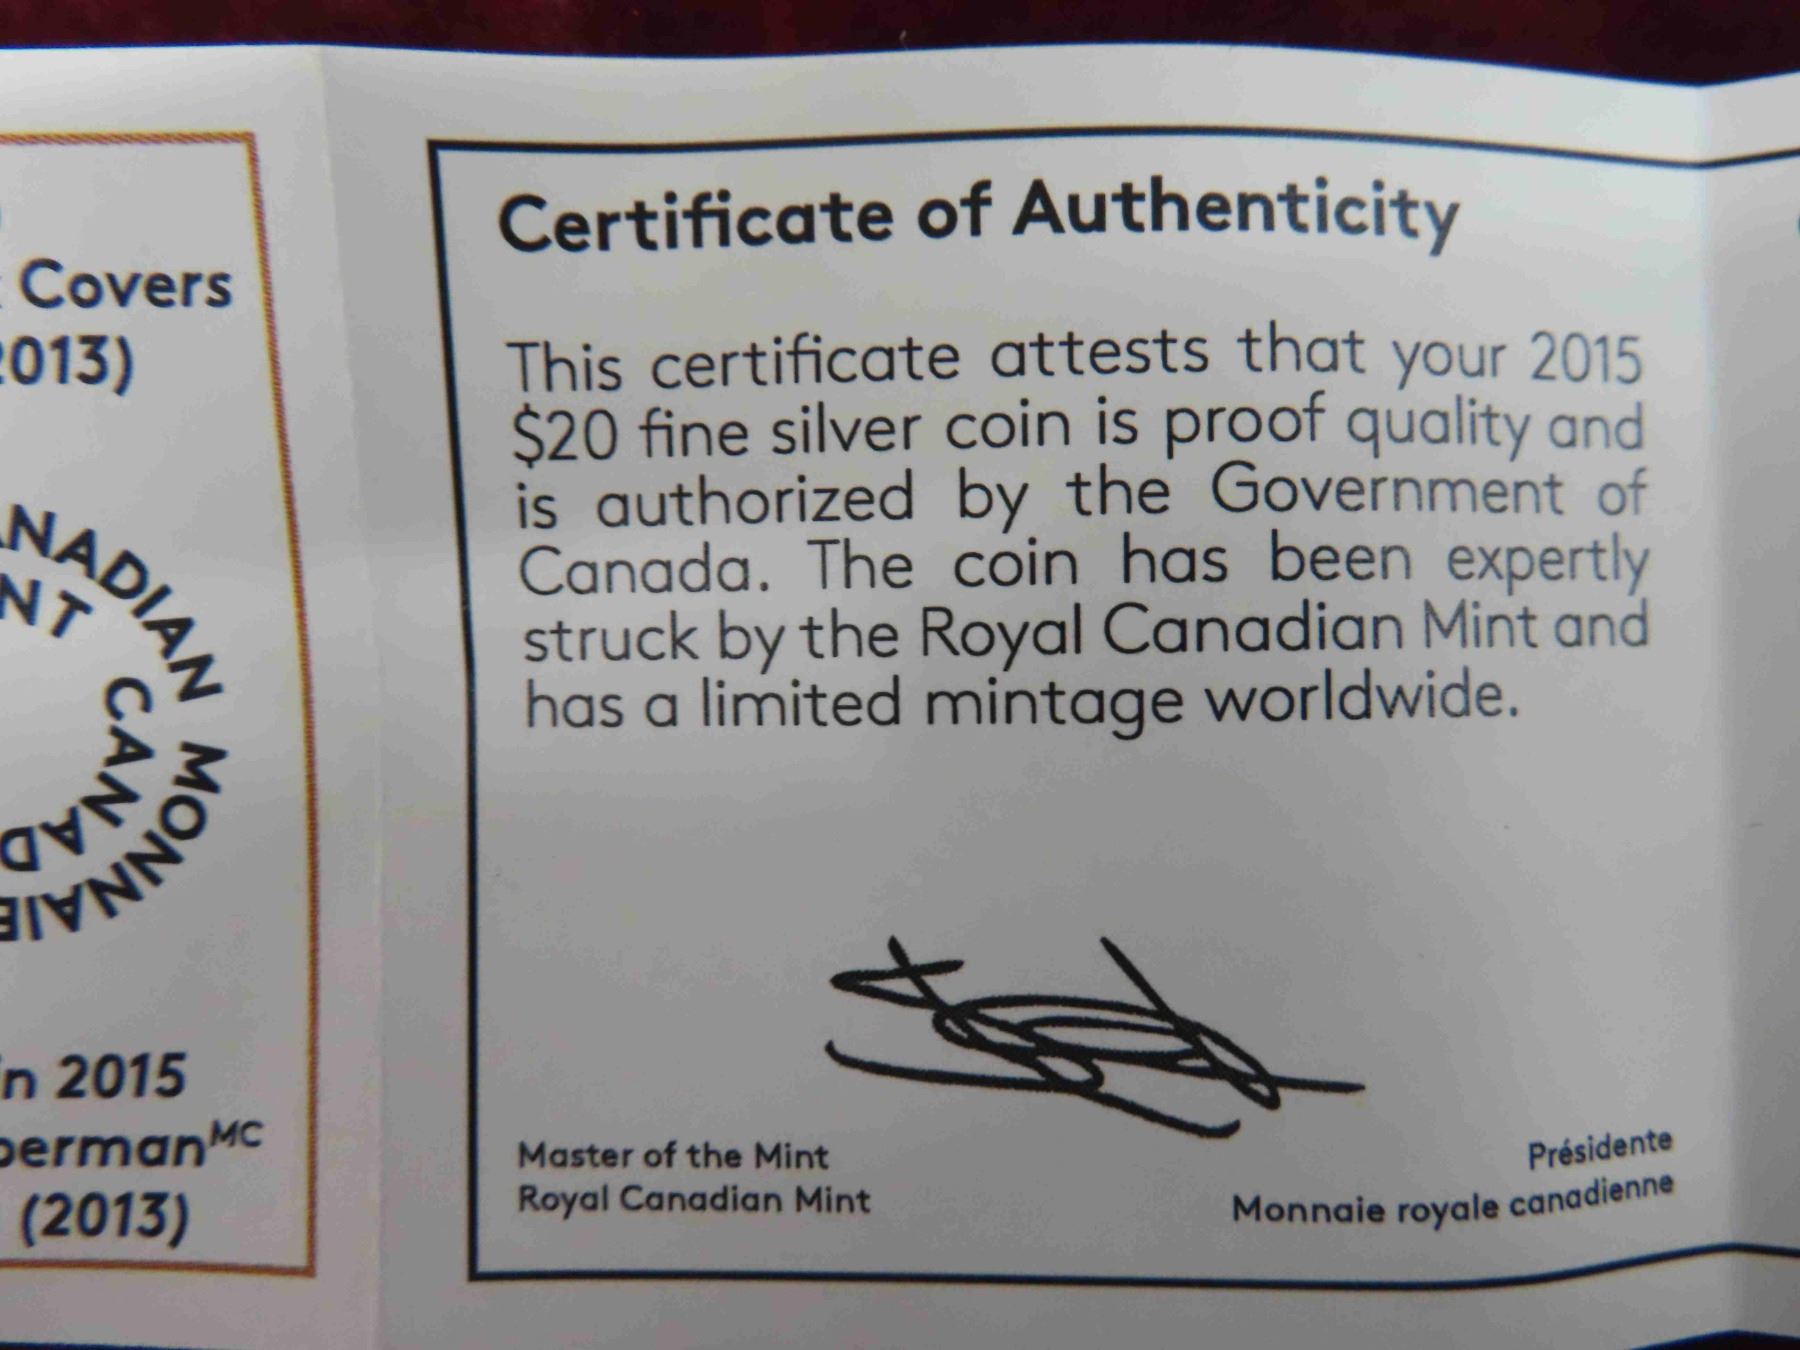 Covers
2013)
CANADIAN MONNAIE
NT CANAD
n 2015
perman^MC
(2013)
Certificate of Authenticity
This certificate attests that your 2015
$20 fine silver coin is proof quality and
is authorized by the Government of
Canada. The coin has been expertly
struck by the Royal Canadian Mint and
has a limited mintage worldwide.
Master of the Mint
Royal Canadian Mint
Présidente
Monnaie royale canadienne